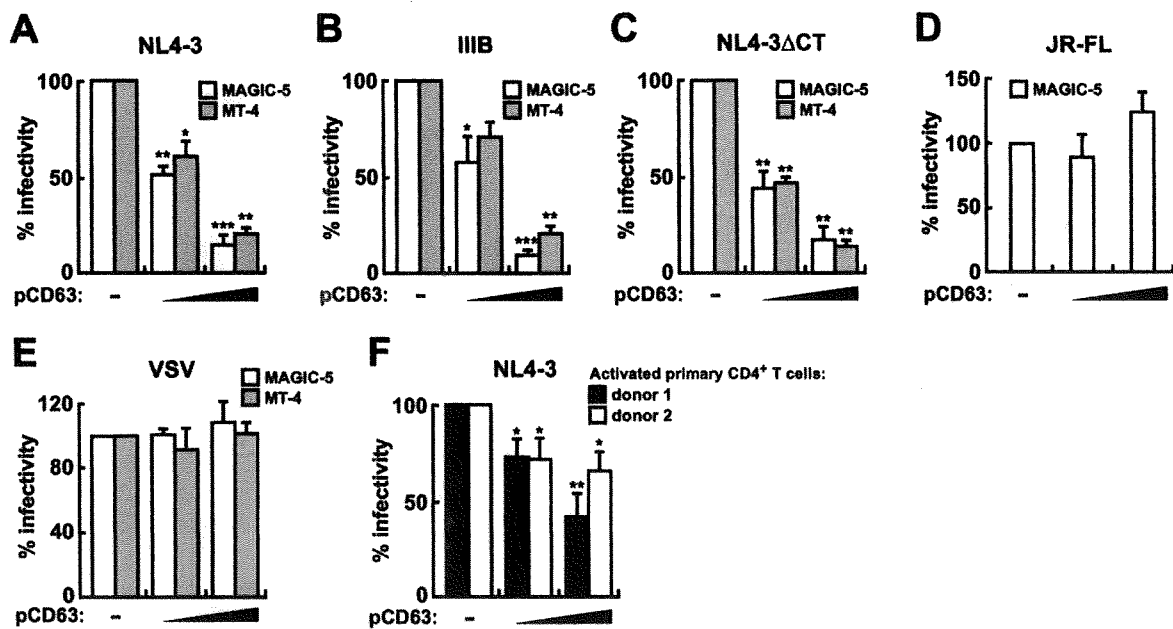 A
NL4-3
% infectivity
100
50
0
MAGIC-5
MT-4
**
*
***
**
pCD63:
–
B
IIIB
% infectivity
100
50
0
MAGIC-5
MT-4
*
***
**
pCD63:
–
C
NL4-3ΔCT
% infectivity
100
50
0
MAGIC-5
MT-4
**
**
**
**
pCD63:
–
D
JR-FL
% infectivity
150
100
50
0
MAGIC-5
pCD63:
–
E
VSV
% infectivity
120
80
40
0
MAGIC-5
MT-4
pCD63:
–
F
NL4-3
Activated primary CD4⁺ T cells:
donor 1
donor 2
% infectivity
100
50
0
*
*
**
*
pCD63:
–